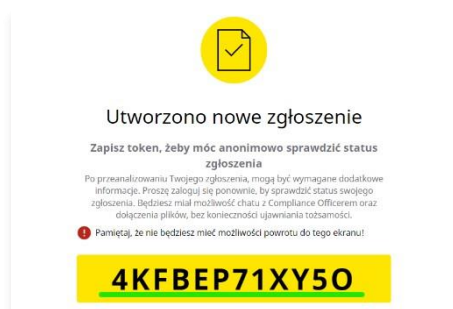 Utworzono nowe zgłoszenie
Zapisz token, żeby móc anonimowo sprawdzić status
zgłoszenia
Po przeanalizowaniu Twojego zgłoszenia, mogą być wymagane dodatkowe
informacje. Proszę zaloguj się ponownie, by sprawdzić status swojego
zgłoszenia. Będziesz miał możliwość chatu z Compliance Officerem oraz
dołączenia plików, bez konieczności ujawniania tożsamości.
Pamiętaj, że nie będziesz mieć możliwości powrotu do tego ekranu!
4KFBEP71XY5O